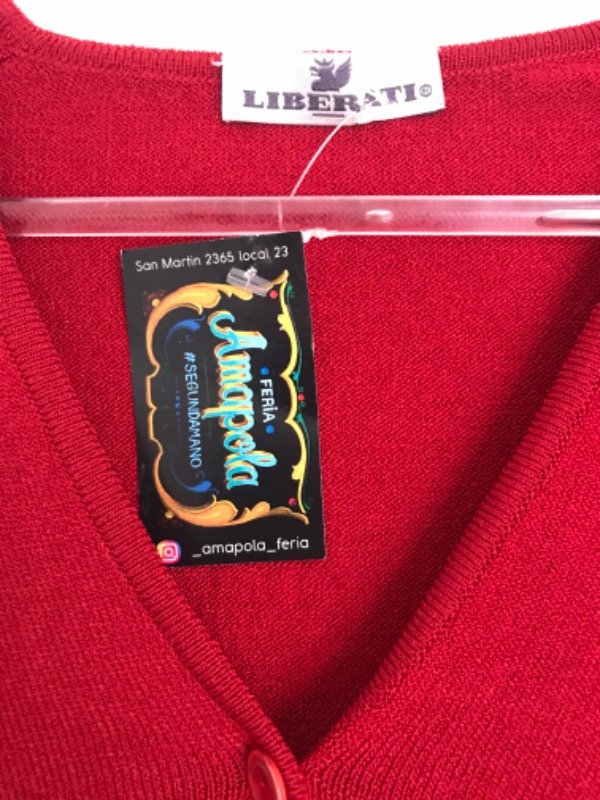 LIBERATI®
San Martín 2365 local 23
FERIA
Amapola
#SEGUNDAMANO
_amapola_feria